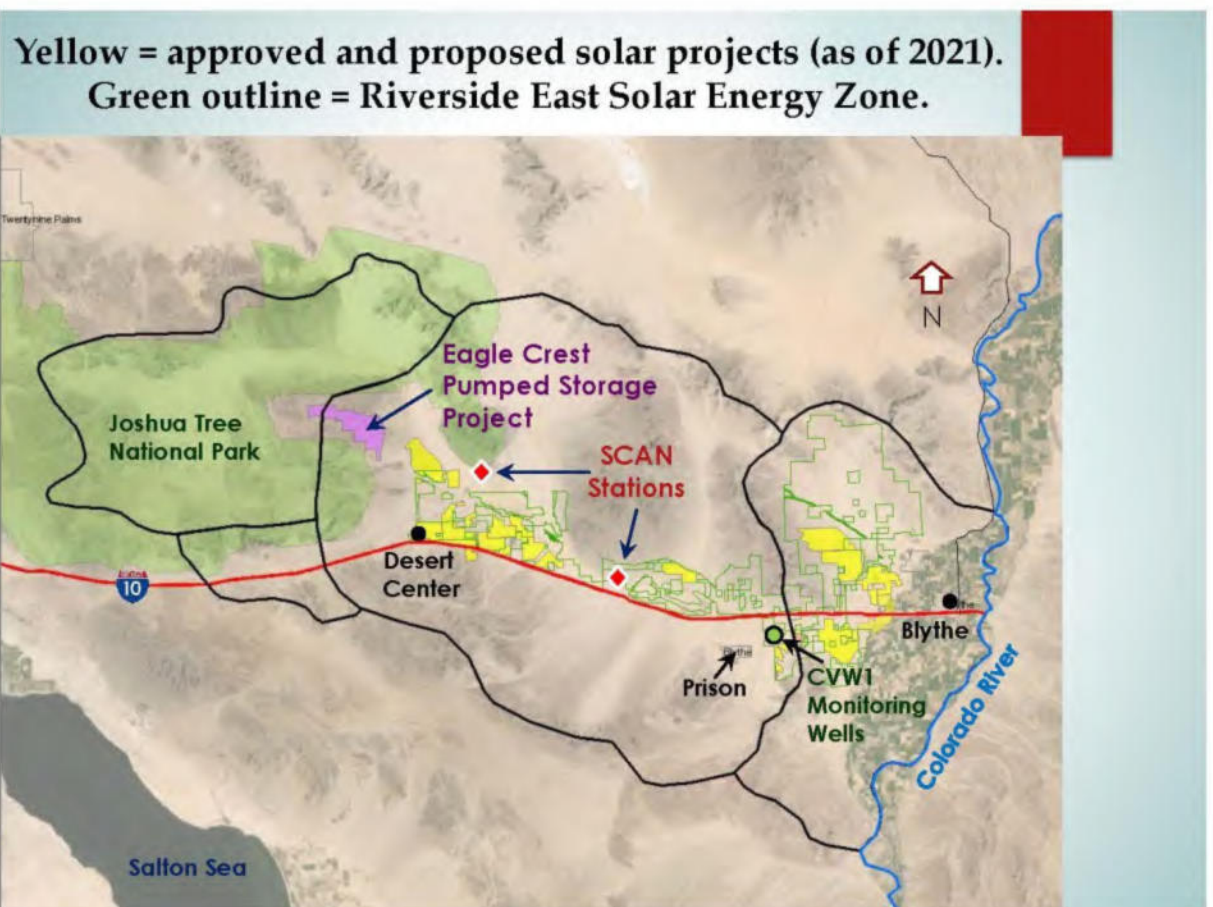 Yellow = approved and proposed solar projects (as of 2021).
Green outline = Riverside East Solar Energy Zone.
Twentynine Palms
N
Eagle Crest
Pumped Storage
Project
Joshua Tree
National Park
SCAN
Stations
Desert
Center
10
Blythe
Prison
CVW1
Monitoring
Wells
Colorado River
Salton Sea